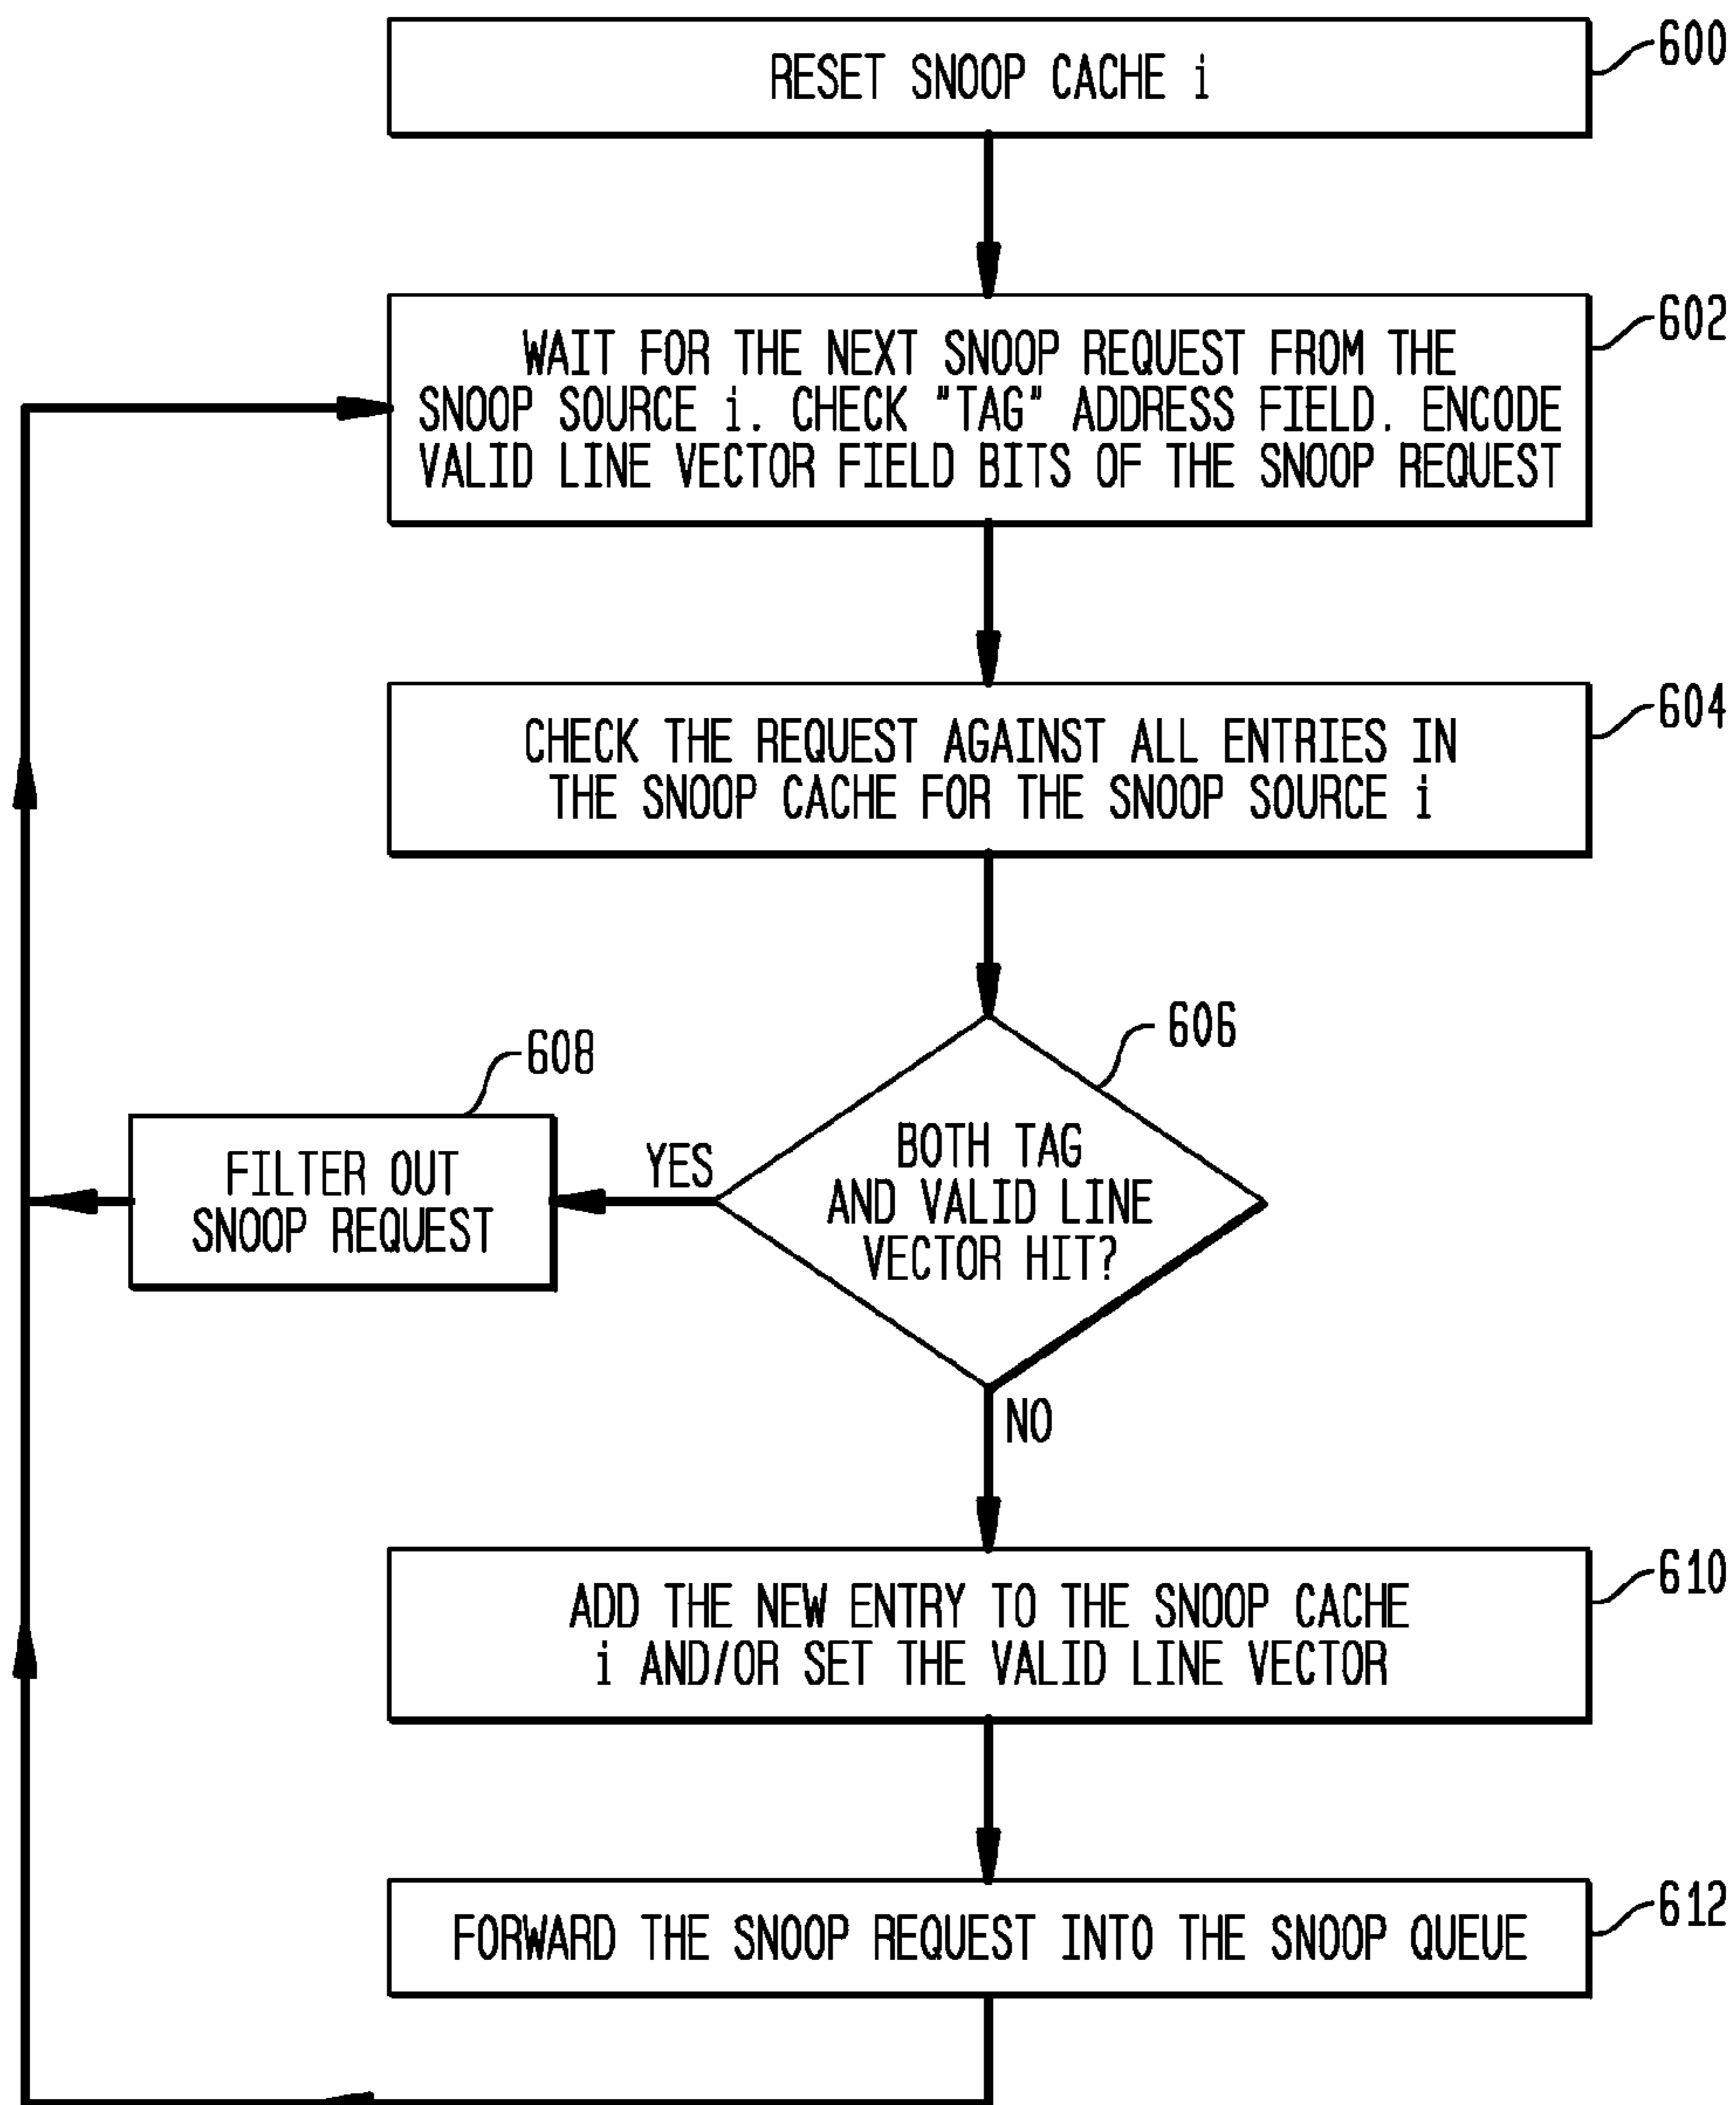 RESET SNOOP CACHE i
600
WAIT FOR THE NEXT SNOOP REQUEST FROM THE
SNOOP SOURCE i. CHECK "TAG" ADDRESS FIELD. ENCODE
VALID LINE VECTOR FIELD BITS OF THE SNOOP REQUEST
602
CHECK THE REQUEST AGAINST ALL ENTRIES IN
THE SNOOP CACHE FOR THE SNOOP SOURCE i
604
BOTH TAG
AND VALID LINE
VECTOR HIT?
606
YES
FILTER OUT
SNOOP REQUEST
608
NO
ADD THE NEW ENTRY TO THE SNOOP CACHE
i AND/OR SET THE VALID LINE VECTOR
610
FORWARD THE SNOOP REQUEST INTO THE SNOOP QUEUE
612